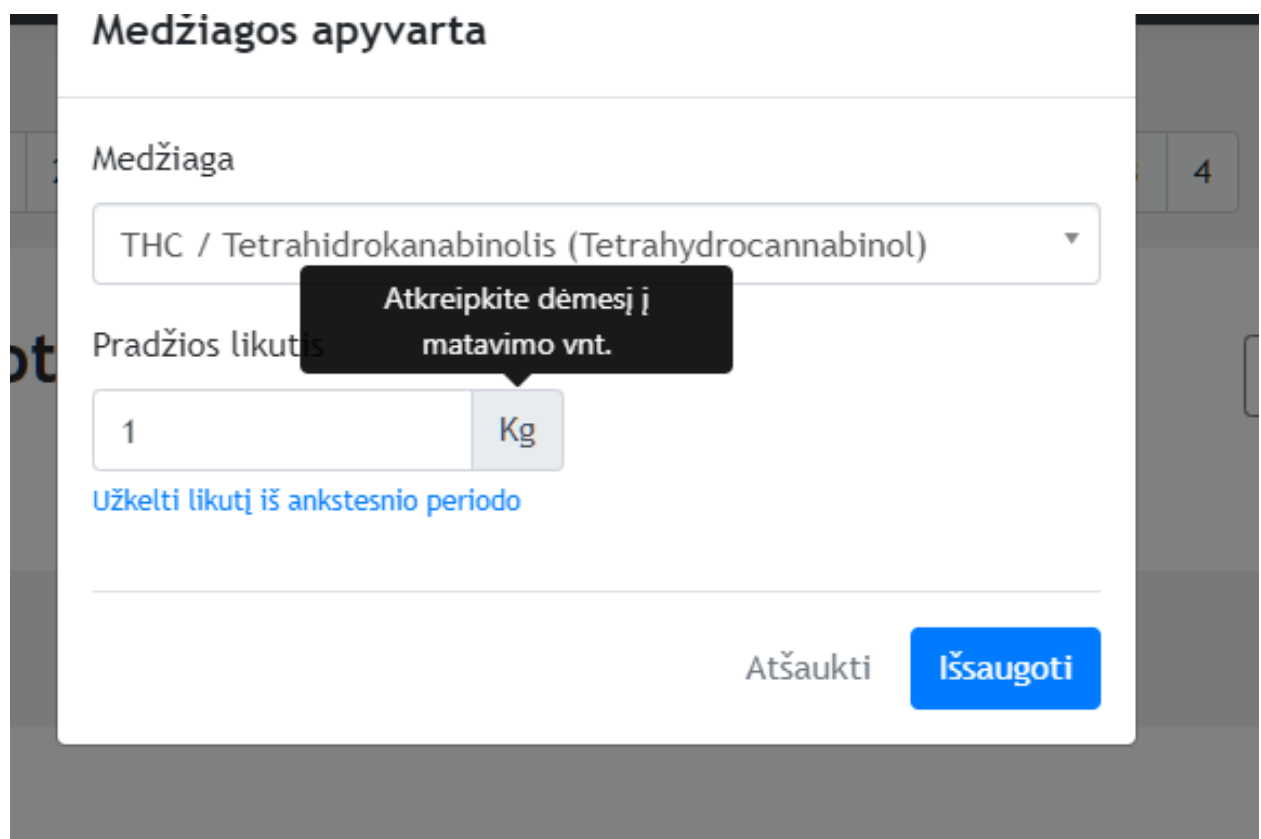 Medžiagos apyvarta
Medžiaga
4
THC / Tetrahidrokanabinolis (Tetrahydrocannabinol)
Atkreipkite dėmesį į
matavimo vnt.
Pradžios likutis
1 Kg
Užkelti likutį iš ankstesnio periodo
Atšaukti Išsaugoti